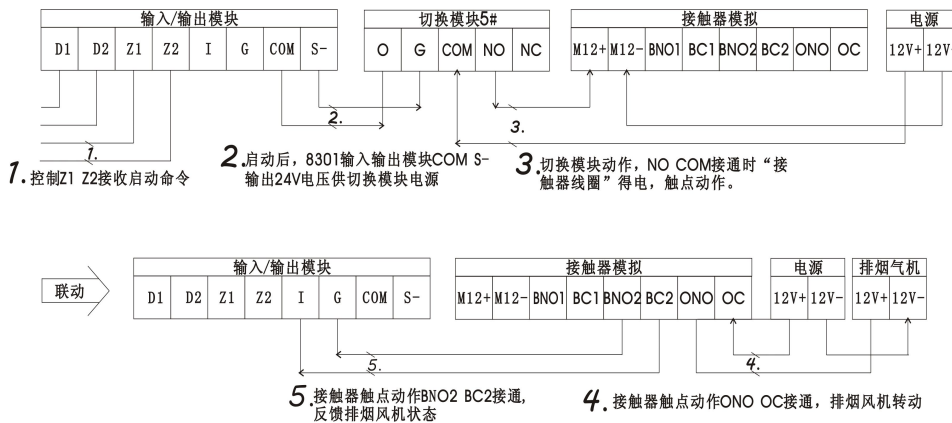 输入/输出模块
D1 D2 Z1 Z2 I G COM S-
切换模块5#
O G COM NO NC
接触器模拟
M12+ M12- BNO1 BC1 BNO2 BC2 ONO OC
电源
12V+ 12V-
1.
2.
3.
1.控制Z1 Z2接收启动命令
2.启动后，8301输入输出模块COM S-
输出24V电压供切换模块电源
3.切换模块动作，NO COM接通时“接
触器线圈”得电，触点动作。
联动
输入/输出模块
D1 D2 Z1 Z2 I G COM S-
接触器模拟
M12+ M12- BNO1 BC1 BNO2 BC2 ONO OC
电源
12V+ 12V-
排烟气机
12V+ 12V-
5.
4.
5.接触器触点动作BNO2 BC2接通，
反馈排烟风机状态
4.接触器触点动作ONO OC接通，排烟风机转动